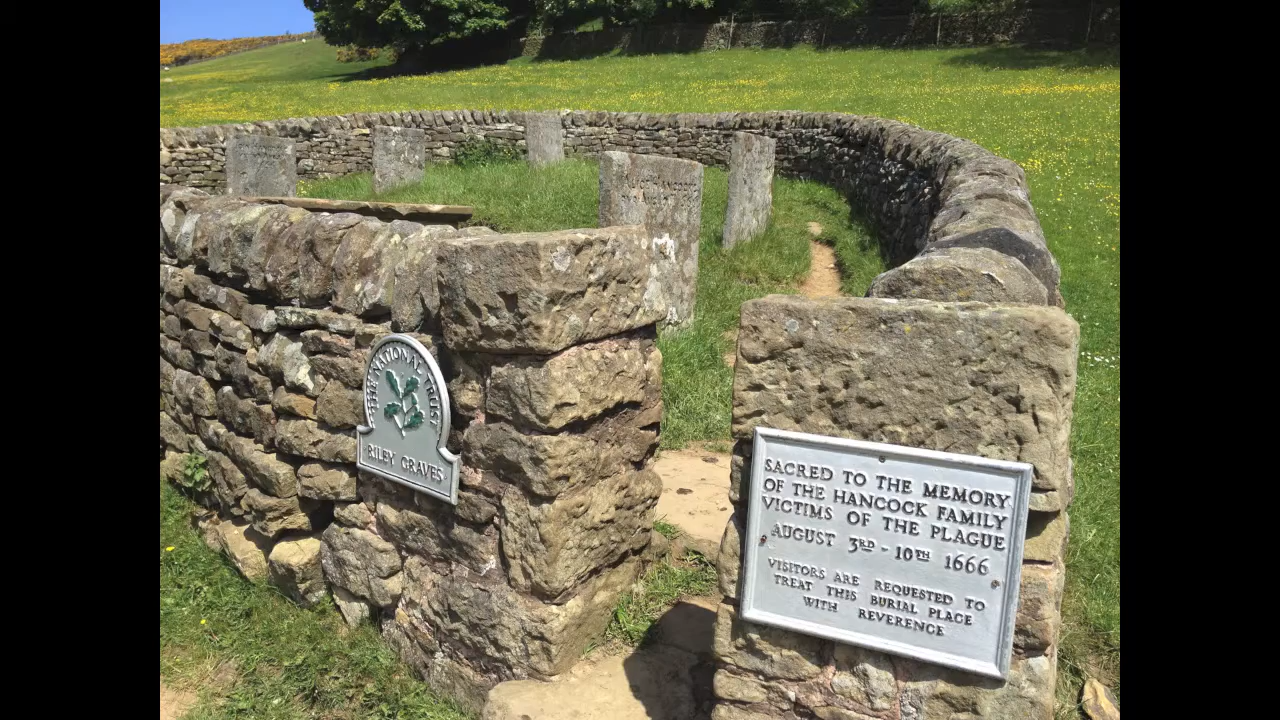 THE NATIONAL TRUST
RILEY GRAVES
SACRED TO THE MEMORY
OF THE HANCOCK FAMILY
VICTIMS OF THE PLAGUE
AUGUST 3RD - 10TH 1666
VISITORS ARE REQUESTED TO
TREAT THIS BURIAL PLACE
WITH REVERENCE